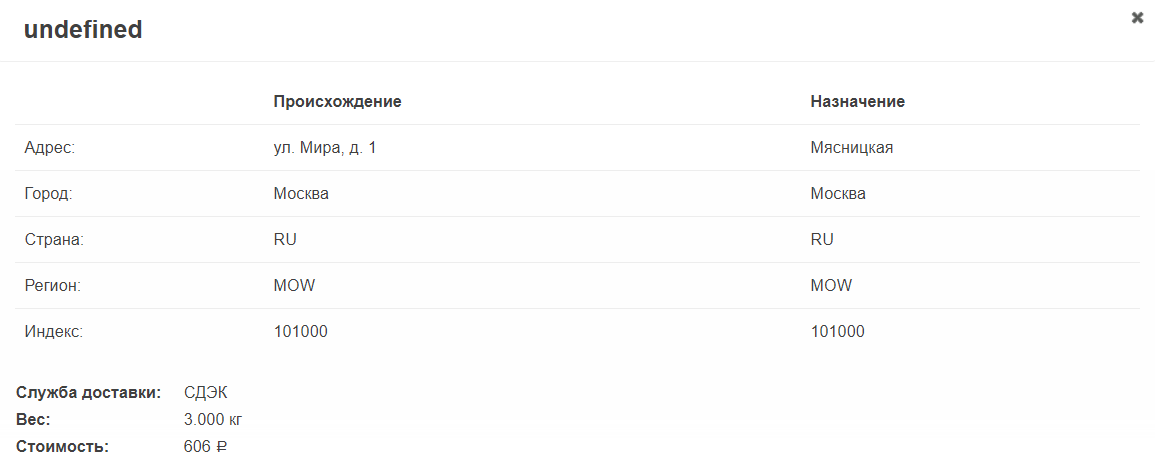 undefined
Происхождение Назначение
Адрес: ул. Мира, д. 1 Мясницкая
Город: Москва Москва
Страна: RU RU
Регион: MOW MOW
Индекс: 101000 101000
Служба доставки: СДЭК
Вес: 3.000 кг
Стоимость: 606 ₽